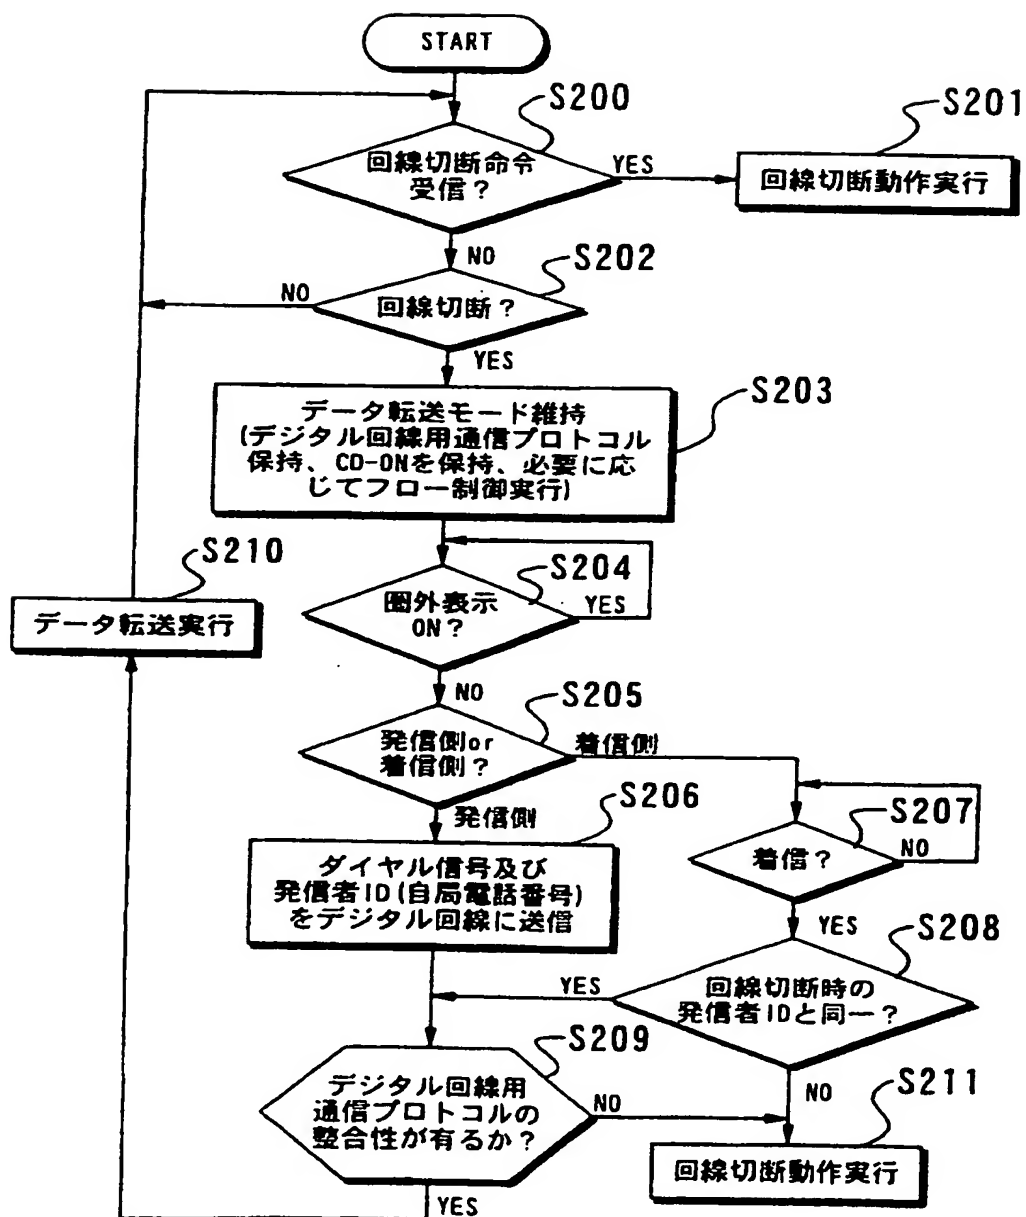 START
S200
S201
回線切断命令
受信?
YES
回線切断動作実行
NO
S202
NO
回線切断?
YES
S203
データ転送モード維持
(デジタル回線用通信プロトコル
保持、CD-ONを保持、必要に応
じてフロー制御実行)
S210
データ転送実行
S204
圏外表示
ON?
YES
NO
S205
発信側or
着信側?
着信側
発信側
S206
ダイヤル信号及び
発信者ID(自局電話番号)
をデジタル回線に送信
S207
着信?
NO
YES
S208
回線切断時の
発信者IDと同一?
YES
NO
S209
デジタル回線用
通信プロトコルの
整合性が有るか?
NO
YES
S211
回線切断動作実行